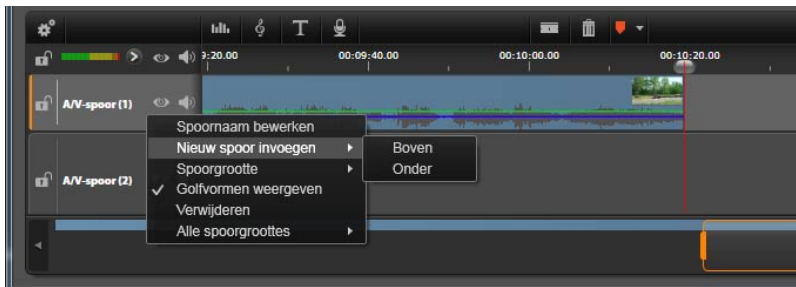 T
9:20.00 00:09:40.00 00:10:00.00 00:10:20.00
A/V-spoor (1)
Spoornaam bewerken
Nieuw spoor invoegen Boven
Spoorgrootte Onder
A/V-spoor (2) Golfvormen weergeven
Verwijderen
Alle spoorgroottes